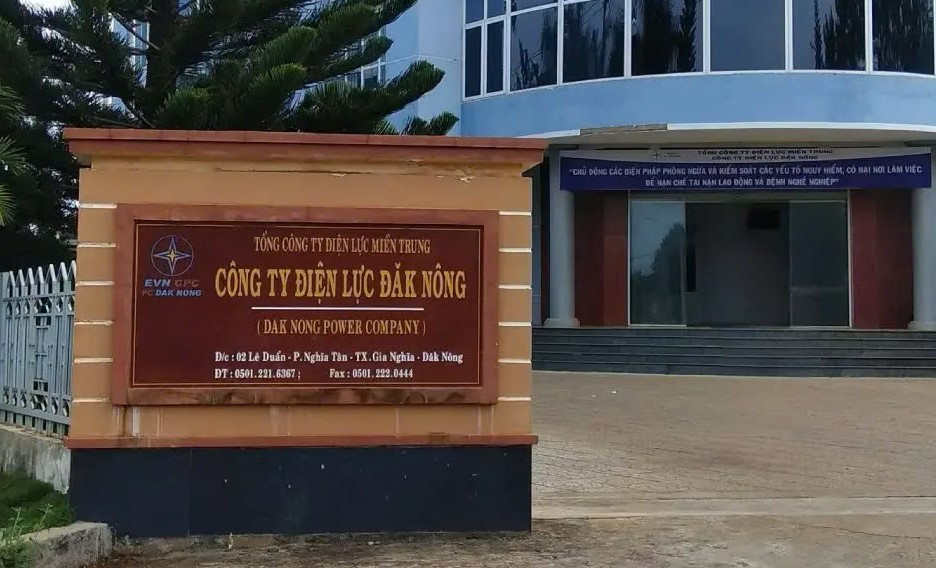 TỔNG CÔNG TY ĐIỆN LỰC MIỀN TRUNG
CÔNG TY ĐIỆN LỰC ĐĂK NÔNG
"CHỦ ĐỘNG CÁC BIỆN PHÁP PHÒNG NGỪA VÀ KIỂM SOÁT CÁC YẾU TỐ NGUY HIỂM, CÓ HẠI NƠI LÀM VIỆC
ĐỂ HẠN CHẾ TAI NẠN LAO ĐỘNG VÀ BỆNH NGHỀ NGHIỆP"
EVN CPC
PC DAK NONG
TỔNG CÔNG TY ĐIỆN LỰC MIỀN TRUNG
CÔNG TY ĐIỆN LỰC ĐĂK NÔNG
( DAK NONG POWER COMPANY )
Đ/c : 02 Lê Duẩn - P. Nghĩa Tân - TX. Gia Nghĩa - Đăk Nông
ĐT : 0501.221.6367 ; Fax : 0501.222.0444